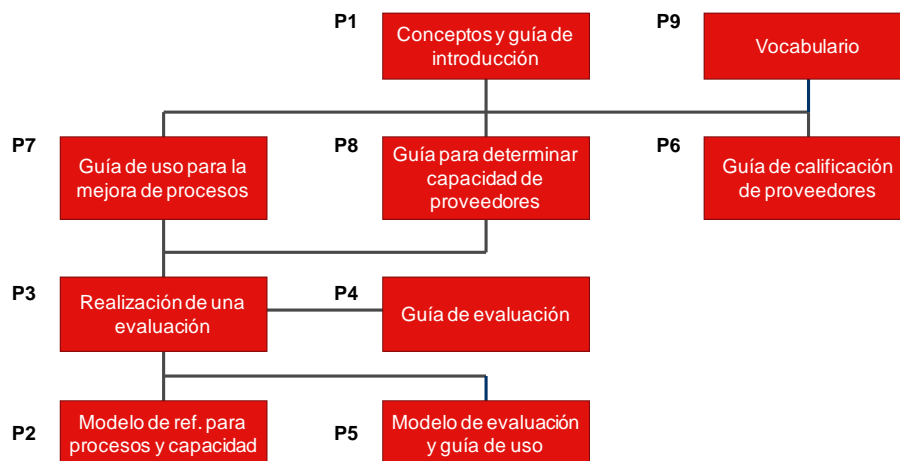 P1
Conceptos y guía de
introducción
P9
Vocabulario
P7
Guía de uso para la
mejora de procesos
P8
Guía para determinar
capacidad de
proveedores
P6
Guía de calificación
de proveedores
P3
Realización de una
evaluación
P4
Guía de evaluación
P2
Modelo de ref. para
procesos y capacidad
P5
Modelo de evaluación
y guía de uso